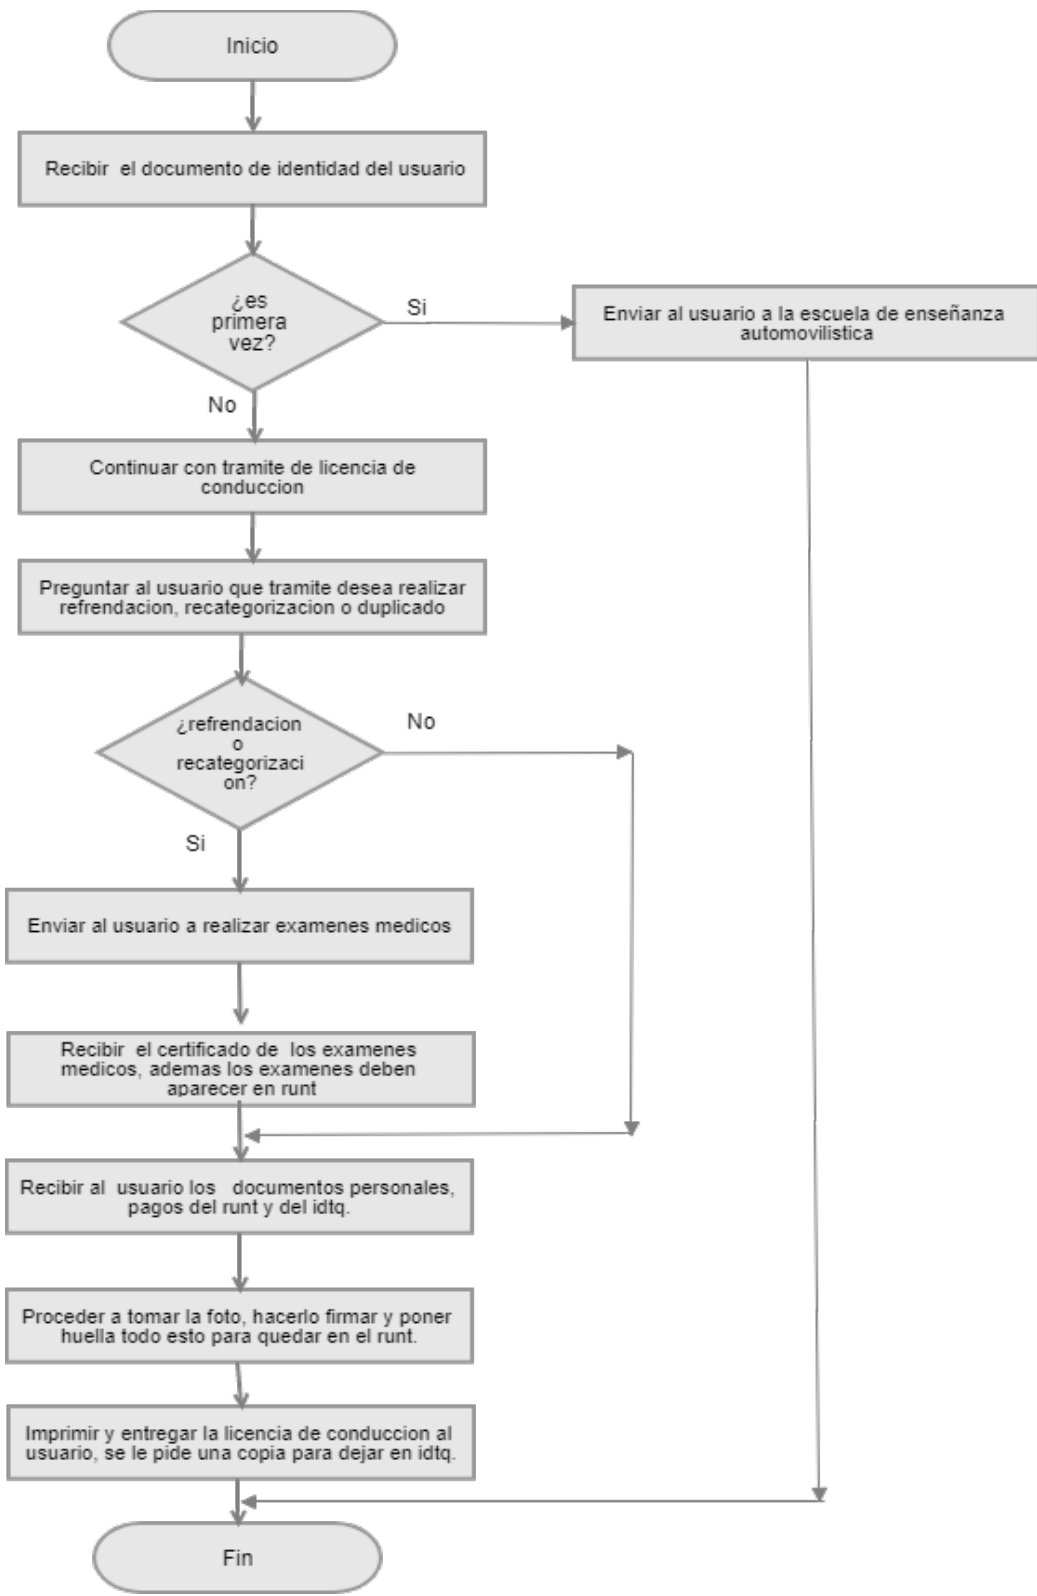 Inicio
Recibir el documento de identidad del usuario
¿es
primera
vez?
Si
Enviar al usuario a la escuela de enseñanza
automovilistica
No
Continuar con tramite de licencia de
conduccion
Preguntar al usuario que tramite desea realizar
refrendacion, recategorizacion o duplicado
¿refrendacion
o
recategorizaci
on?
No
Si
Enviar al usuario a realizar examenes medicos
Recibir el certificado de los examenes
medicos, ademas los examenes deben
aparecer en runt
Recibir al usuario los documentos personales,
pagos del runt y del idtq.
Proceder a tomar la foto, hacerlo firmar y poner
huella todo esto para quedar en el runt.
Imprimir y entregar la licencia de conduccion al
usuario, se le pide una copia para dejar en idtq.
Fin